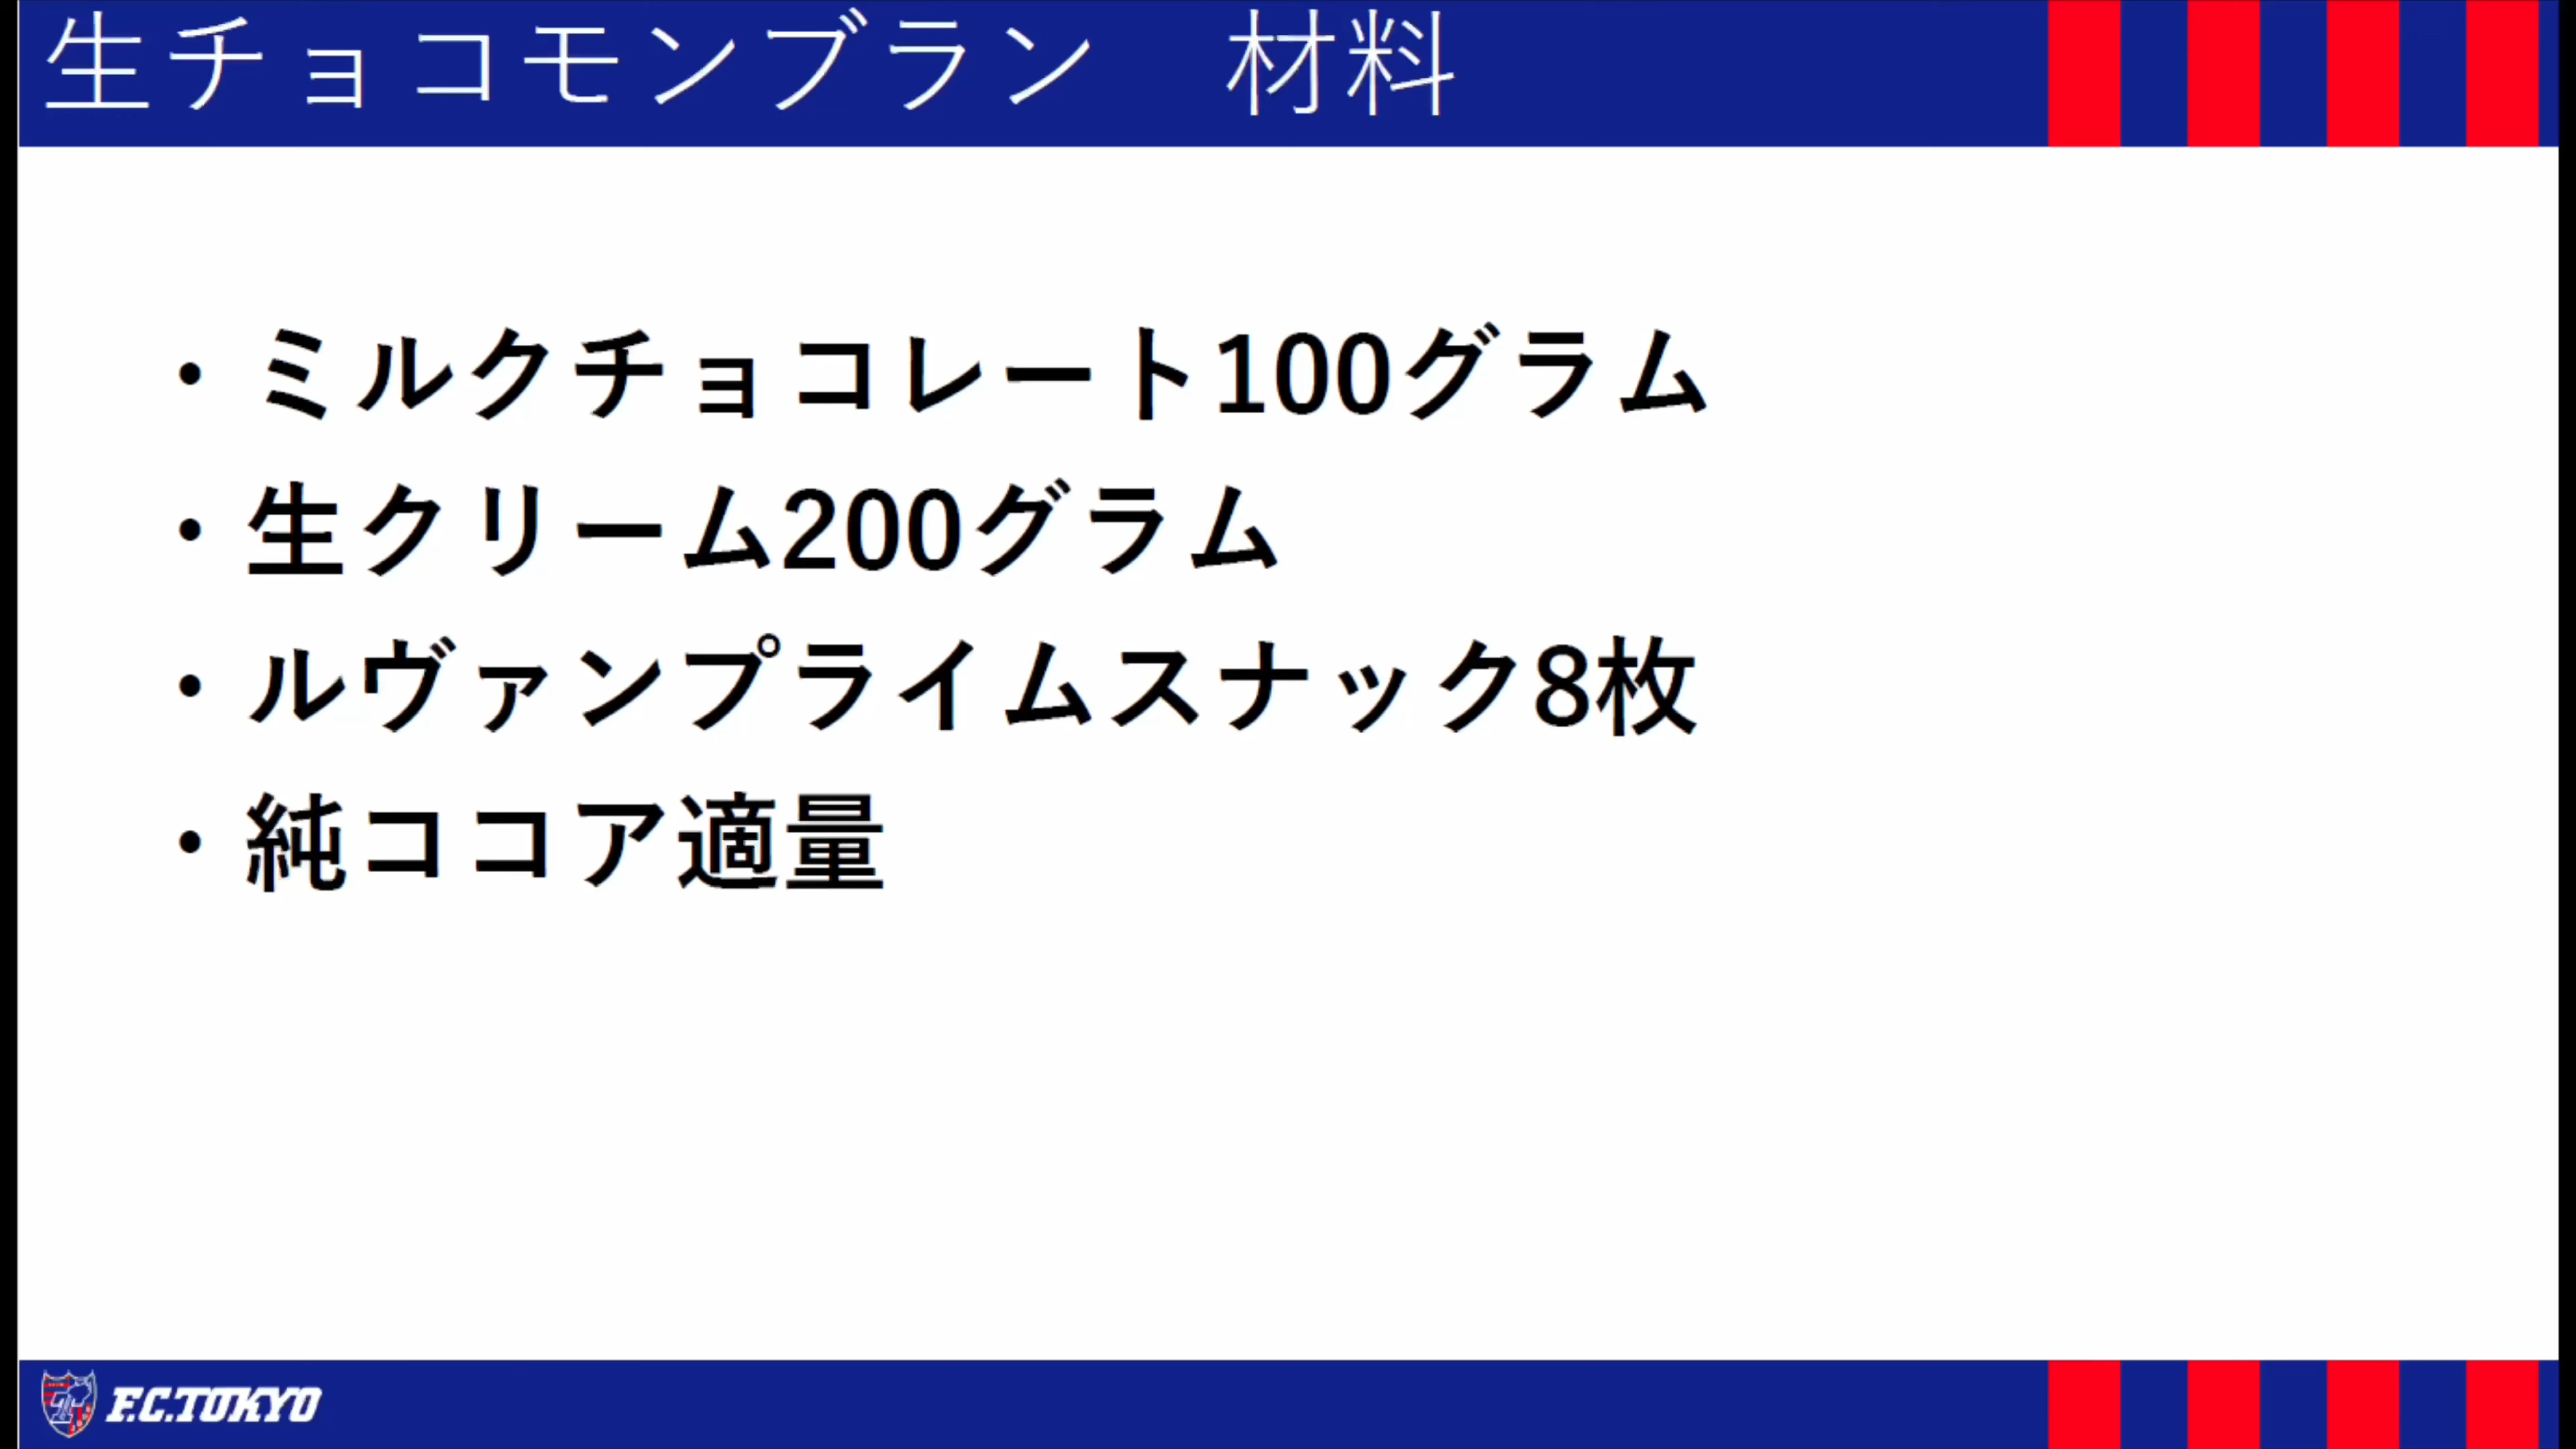 生チョコモンブラン　材料
・ミルクチョコレート100グラム
・生クリーム200グラム
・ルヴァンプライムスナック8枚
・純ココア適量
F.C.TOKYO